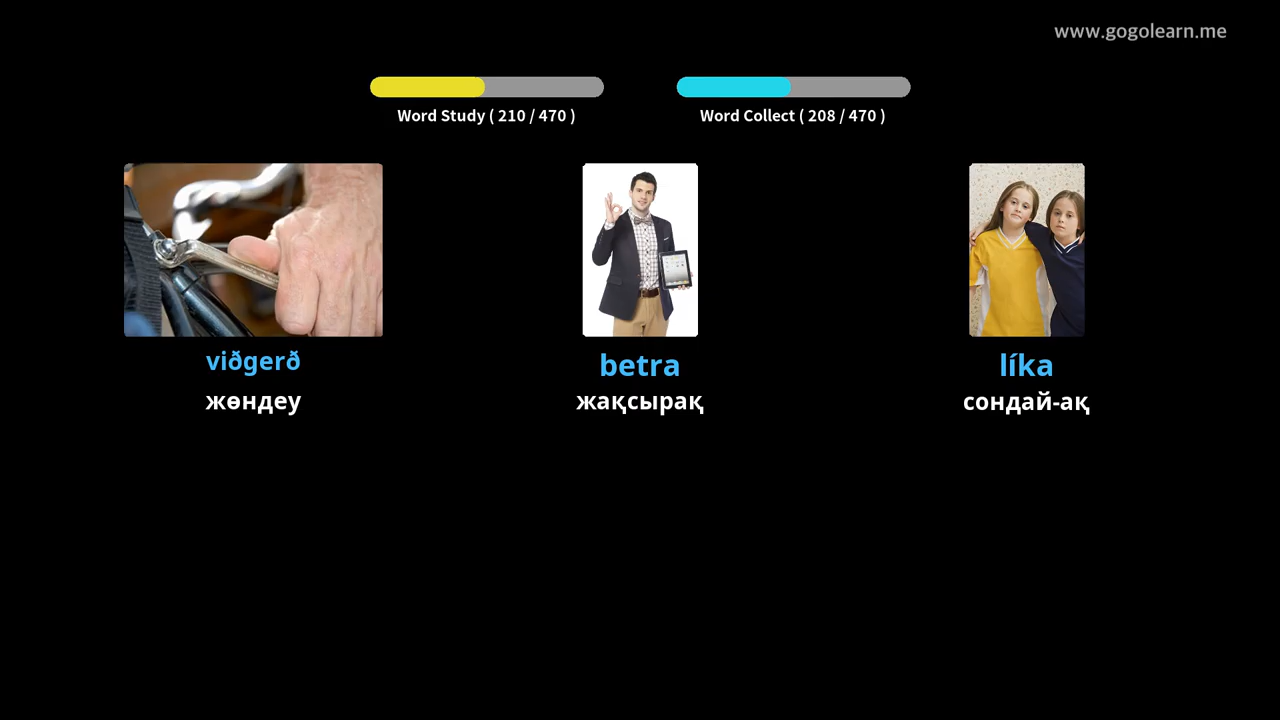 www.gogolearn.me
Word Study ( 210 / 470 )
Word Collect ( 208 / 470 )
viðgerð
жөндеу
betra
жақсырақ
líka
сондай-ақ